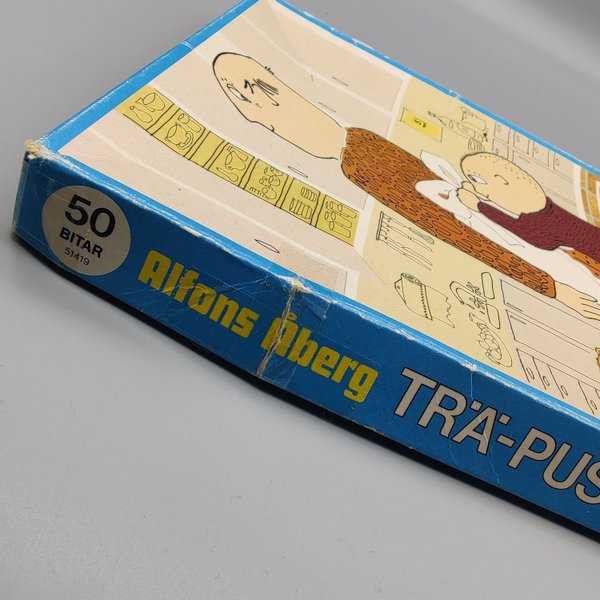 50
BITAR
51419
Alfons Åberg
TRÄ-PUS